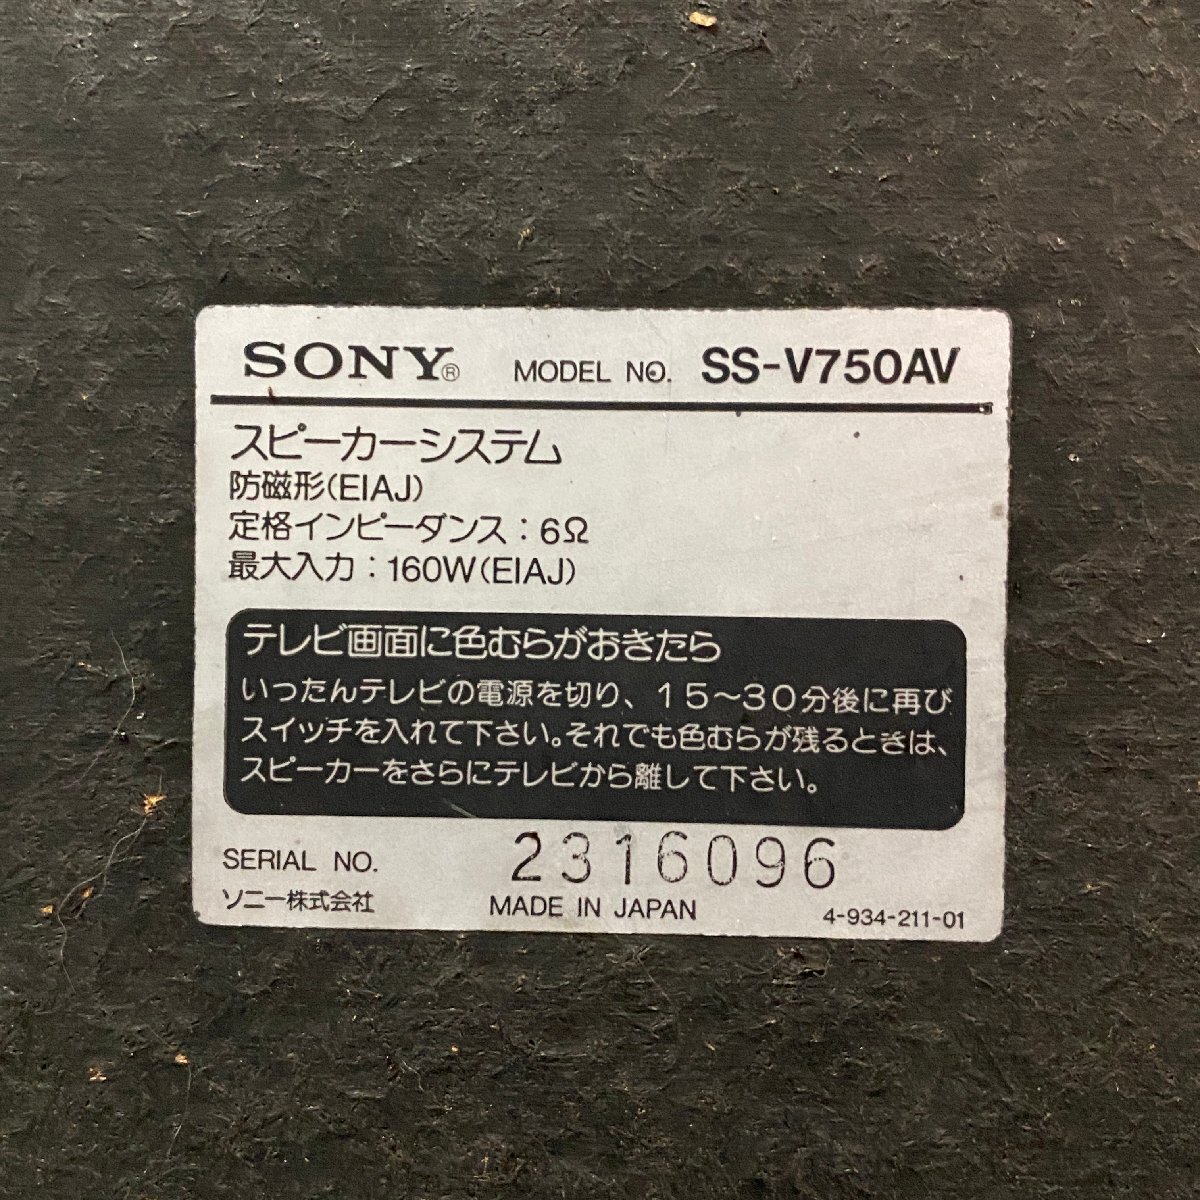 SONY® MODEL NO. SS-V750AV
スピーカーシステム
防磁形(EIAJ)
定格インピーダンス：6Ω
最大入力：160W(EIAJ)
テレビ画面に色むらがおきたら
いったんテレビの電源を切り、15〜30分後に再び
スイッチを入れて下さい。それでも色むらが残るときは、
スピーカーをさらにテレビから離して下さい。
SERIAL NO. 2316096
ソニー株式会社 MADE IN JAPAN 4-934-211-01